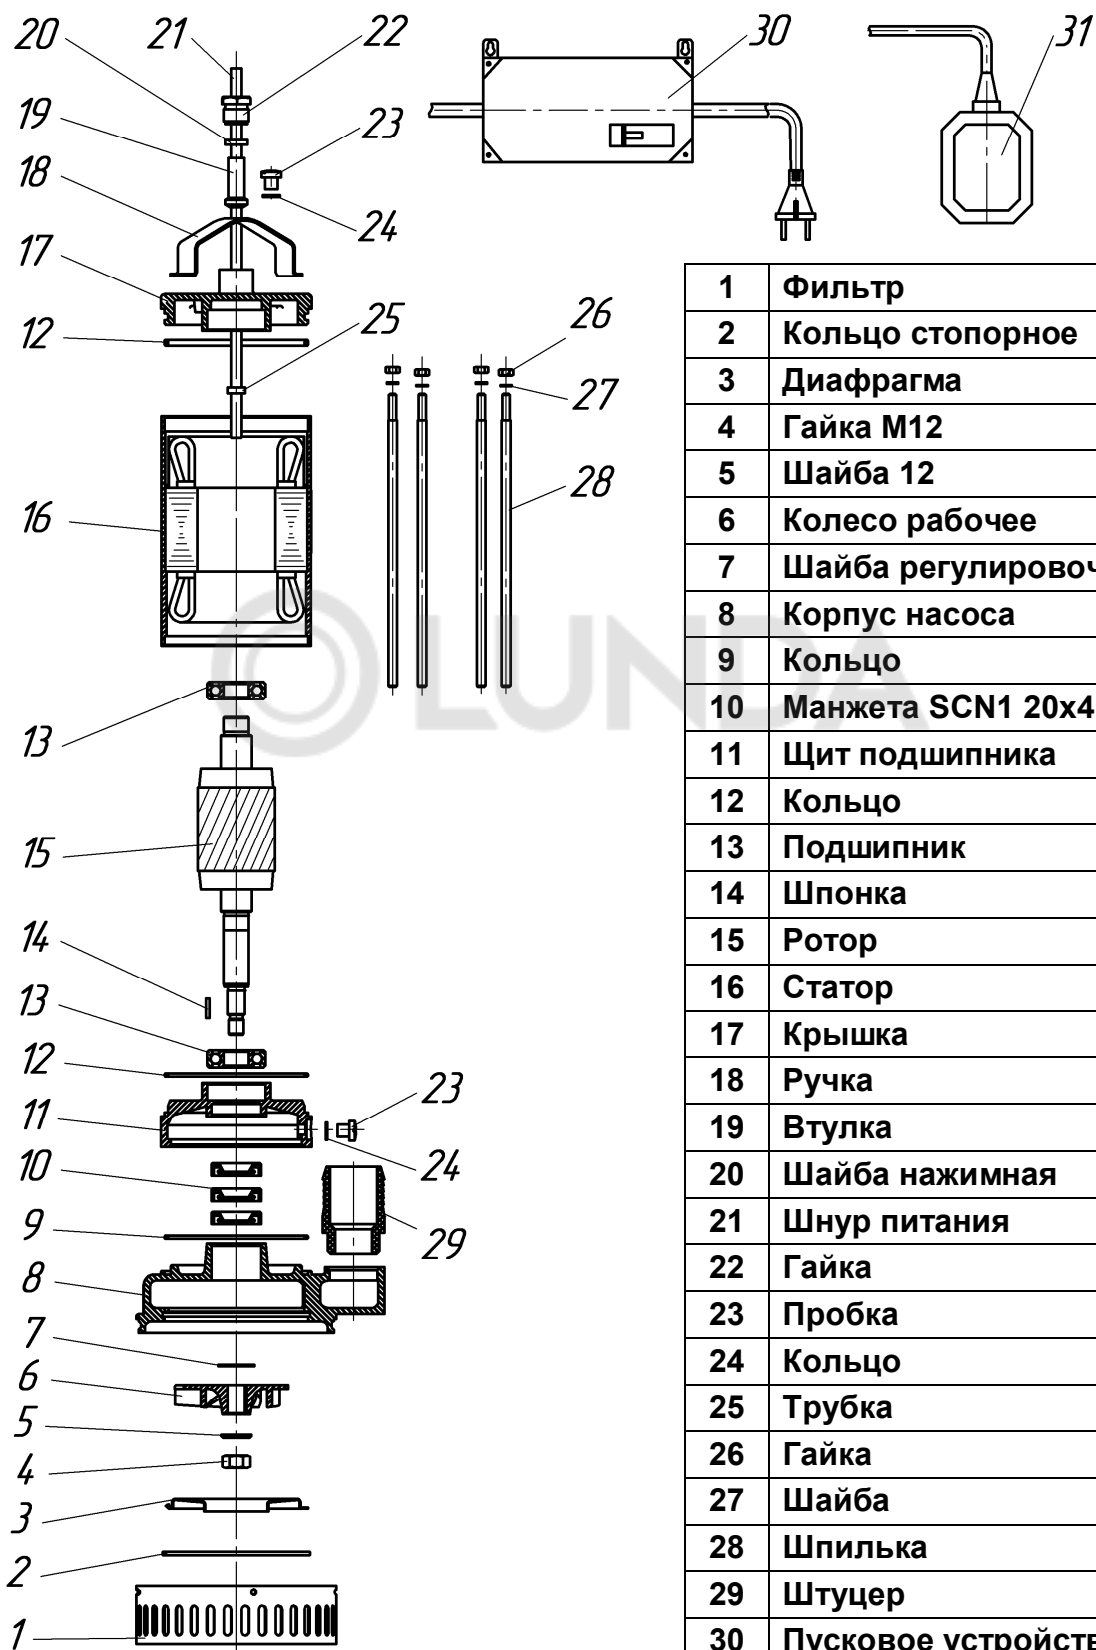 20 21 22 30 31
19 23
18
24
17
12 25 26
27
16 28
13
15
14
13
12
11 23
10 24
9 29
8
7
6
5
4
3
2
1
LUNDA
1 Фильтр
2 Кольцо стопорное
3 Диафрагма
4 Гайка М12
5 Шайба 12
6 Колесо рабочее
7 Шайба регулировоч
8 Корпус насоса
9 Кольцо
10 Манжета SCN1 20x4
11 Щит подшипника
12 Кольцо
13 Подшипник
14 Шпонка
15 Ротор
16 Статор
17 Крышка
18 Ручка
19 Втулка
20 Шайба нажимная
21 Шнур питания
22 Гайка
23 Пробка
24 Кольцо
25 Трубка
26 Гайка
27 Шайба
28 Шпилька
29 Штуцер
30 Пусковое устройств